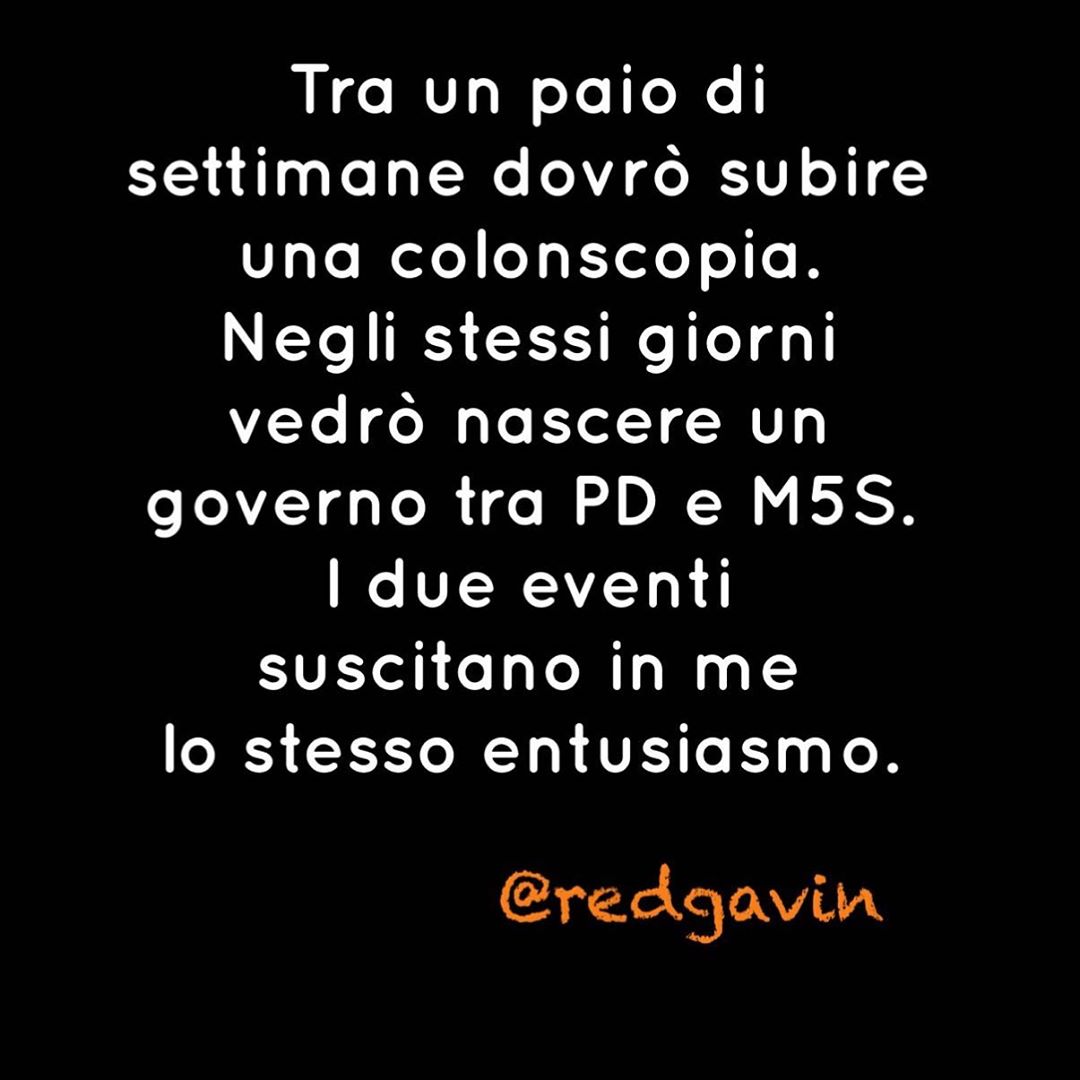 Tra un paio di
settimane dovrò subire
una colonscopia.
Negli stessi giorni
vedrò nascere un
governo tra PD e M5S.
I due eventi
suscitano in me
lo stesso entusiasmo.
@redgavin